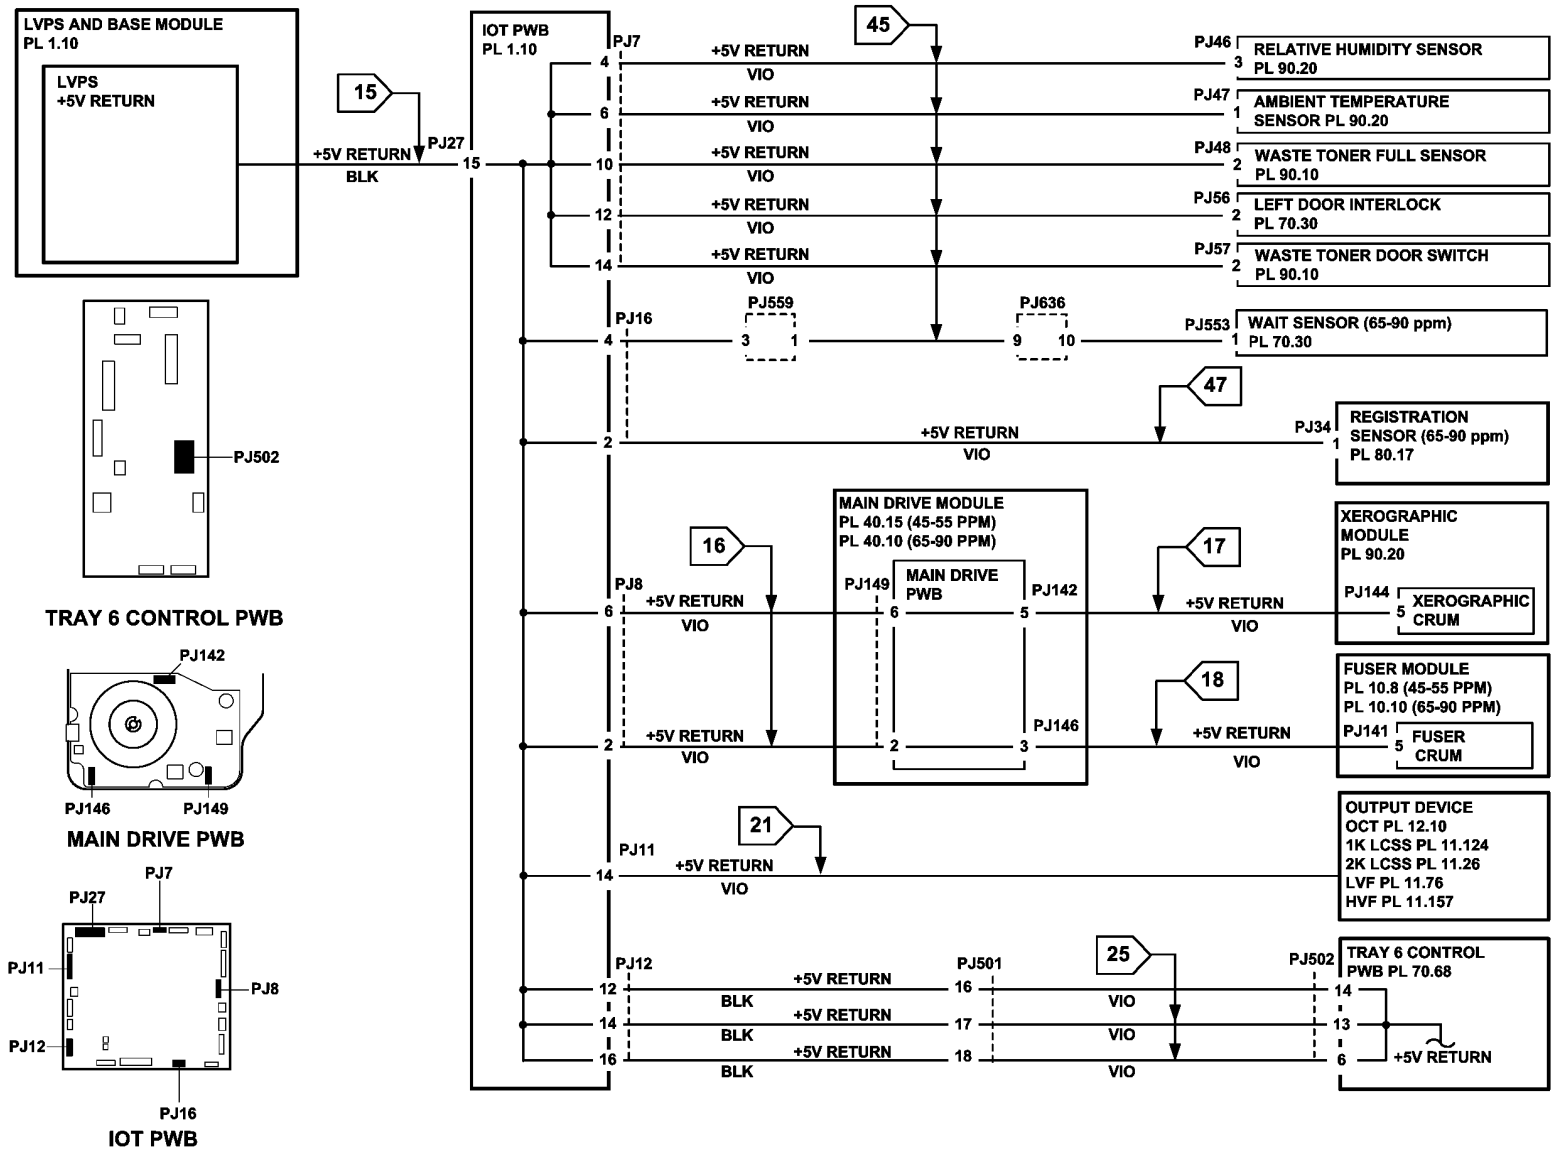 LVPS AND BASE MODULE
PL 1.10
LVPS
+5V RETURN
15
+5V RETURN
BLK
PJ27
15
IOT PWB
PL 1.10
PJ7
45
4
+5V RETURN
VIO
PJ46
3
RELATIVE HUMIDITY SENSOR
PL 90.20
6
+5V RETURN
VIO
PJ47
1
AMBIENT TEMPERATURE
SENSOR PL 90.20
10
+5V RETURN
VIO
PJ48
2
WASTE TONER FULL SENSOR
PL 90.10
12
+5V RETURN
VIO
PJ56
2
LEFT DOOR INTERLOCK
PL 70.30
14
+5V RETURN
VIO
PJ57
2
WASTE TONER DOOR SWITCH
PL 90.10
PJ16
4
PJ559
3 1
PJ636
9 10
PJ553
1
WAIT SENSOR (65-90 ppm)
PL 70.30
47
2
+5V RETURN
VIO
PJ34
1
REGISTRATION
SENSOR (65-90 ppm)
PL 80.17
MAIN DRIVE MODULE
PL 40.15 (45-55 PPM)
PL 40.10 (65-90 PPM)
MAIN DRIVE
PWB
16
17
PJ8
6
+5V RETURN
VIO
PJ149
6
5
PJ142
+5V RETURN
VIO
XEROGRAPHIC
MODULE
PL 90.20
PJ144
5
XEROGRAPHIC
CRUM
18
2
+5V RETURN
VIO
2
3
PJ146
+5V RETURN
VIO
FUSER MODULE
PL 10.8 (45-55 PPM)
PL 10.10 (65-90 PPM)
PJ141
5
FUSER
CRUM
21
PJ11
14
+5V RETURN
VIO
OUTPUT DEVICE
OCT PL 12.10
1K LCSS PL 11.124
2K LCSS PL 11.26
LVF PL 11.76
HVF PL 11.157
25
PJ12
PJ501
PJ502
TRAY 6 CONTROL
PWB PL 70.68
12
+5V RETURN
BLK
16
VIO
14
14
+5V RETURN
BLK
17
VIO
13
16
+5V RETURN
BLK
18
VIO
6
+5V RETURN
PJ502
TRAY 6 CONTROL PWB
PJ142
PJ146
PJ149
MAIN DRIVE PWB
PJ7
PJ27
PJ11
PJ8
PJ12
PJ16
IOT PWB